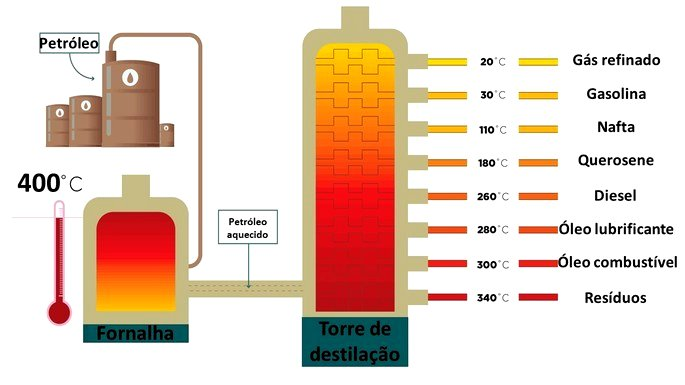 Petróleo
400°C
Fornalha
Petróleo
aquecido
Torre de
destilação
20°C Gás refinado
30°C Gasolina
110°C Nafta
180°C Querosene
260°C Diesel
280°C Óleo lubrificante
300°C Óleo combustível
340°C Resíduos